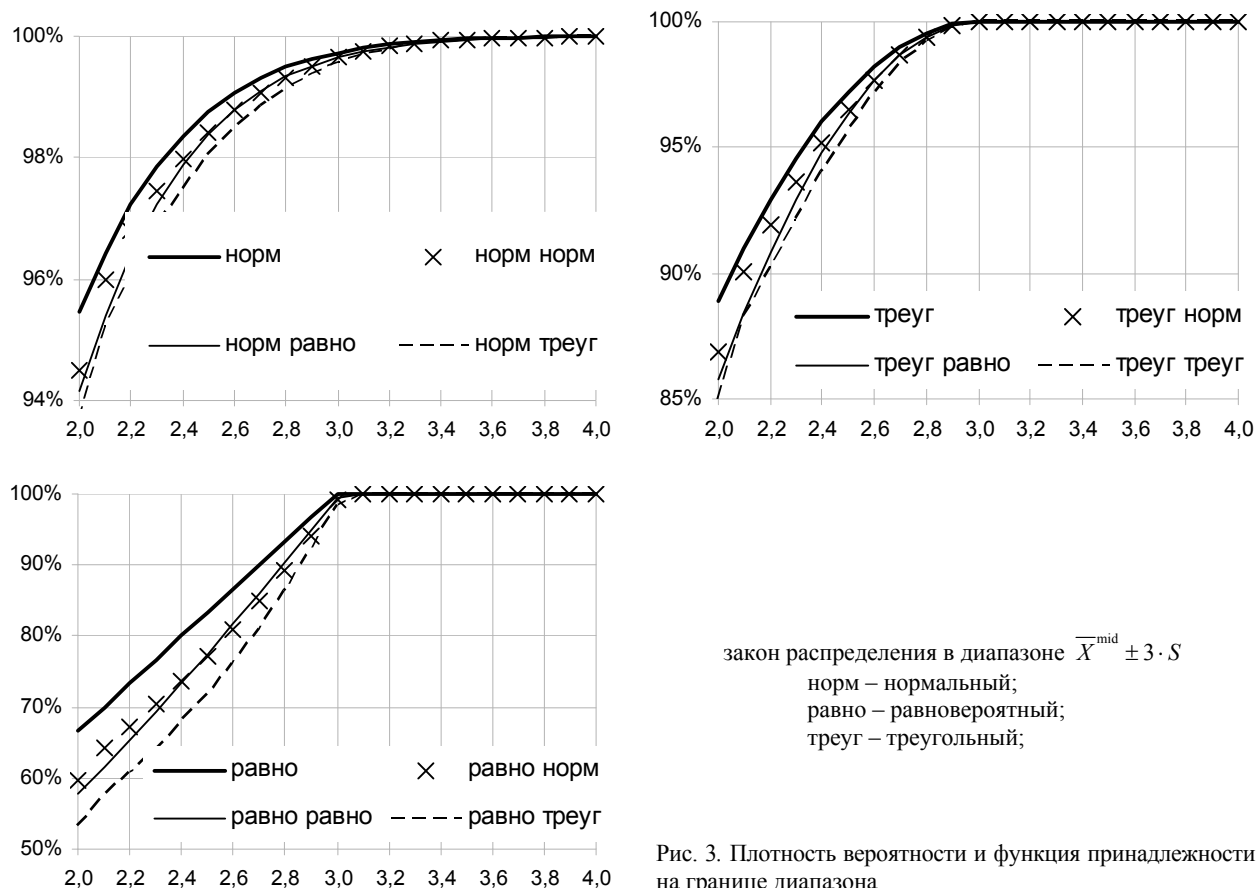 100%
98%
96%
94%
норм
норм норм
норм равно
норм треуг
2,0 2,2 2,4 2,6 2,8 3,0 3,2 3,4 3,6 3,8 4,0
100%
95%
90%
85%
треуг
треуг норм
треуг равно
треуг треуг
2,0 2,2 2,4 2,6 2,8 3,0 3,2 3,4 3,6 3,8 4,0
100%
90%
80%
70%
60%
50%
равно
равно норм
равно равно
равно треуг
2,0 2,2 2,4 2,6 2,8 3,0 3,2 3,4 3,6 3,8 4,0
закон распределения в диапазоне X̅ᵐⁱᵈ ± 3 · S
норм – нормальный;
равно – равновероятный;
треуг – треугольный;
Рис. 3. Плотность вероятности и функция принадлежности
на границе диапазона